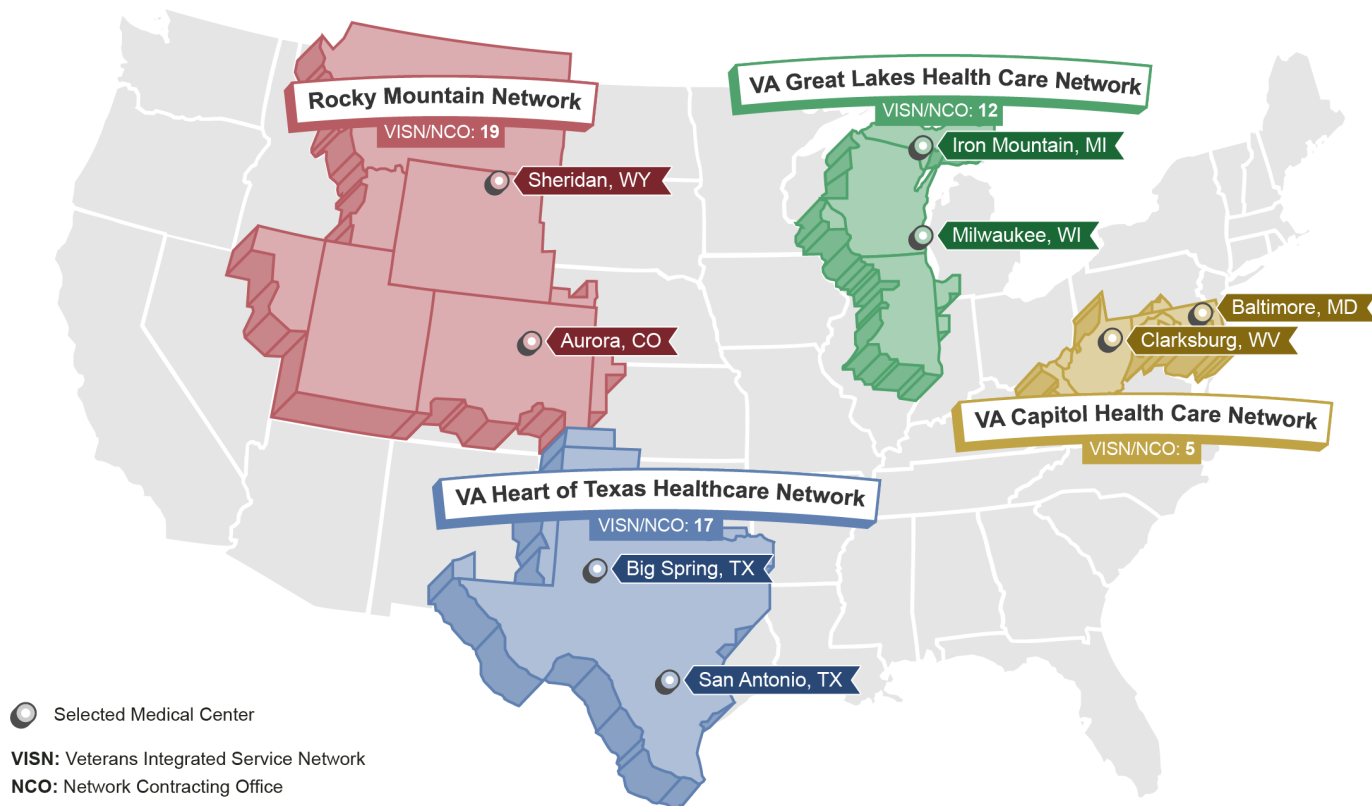 Rocky Mountain Network
VISN/NCO: 19
Sheridan, WY
Aurora, CO
VA Great Lakes Health Care Network
VISN/NCO: 12
Iron Mountain, MI
Milwaukee, WI
Baltimore, MD
Clarksburg, WV
VA Capitol Health Care Network
VISN/NCO: 5
VA Heart of Texas Healthcare Network
VISN/NCO: 17
Big Spring, TX
San Antonio, TX
Selected Medical Center
VISN: Veterans Integrated Service Network
NCO: Network Contracting Office